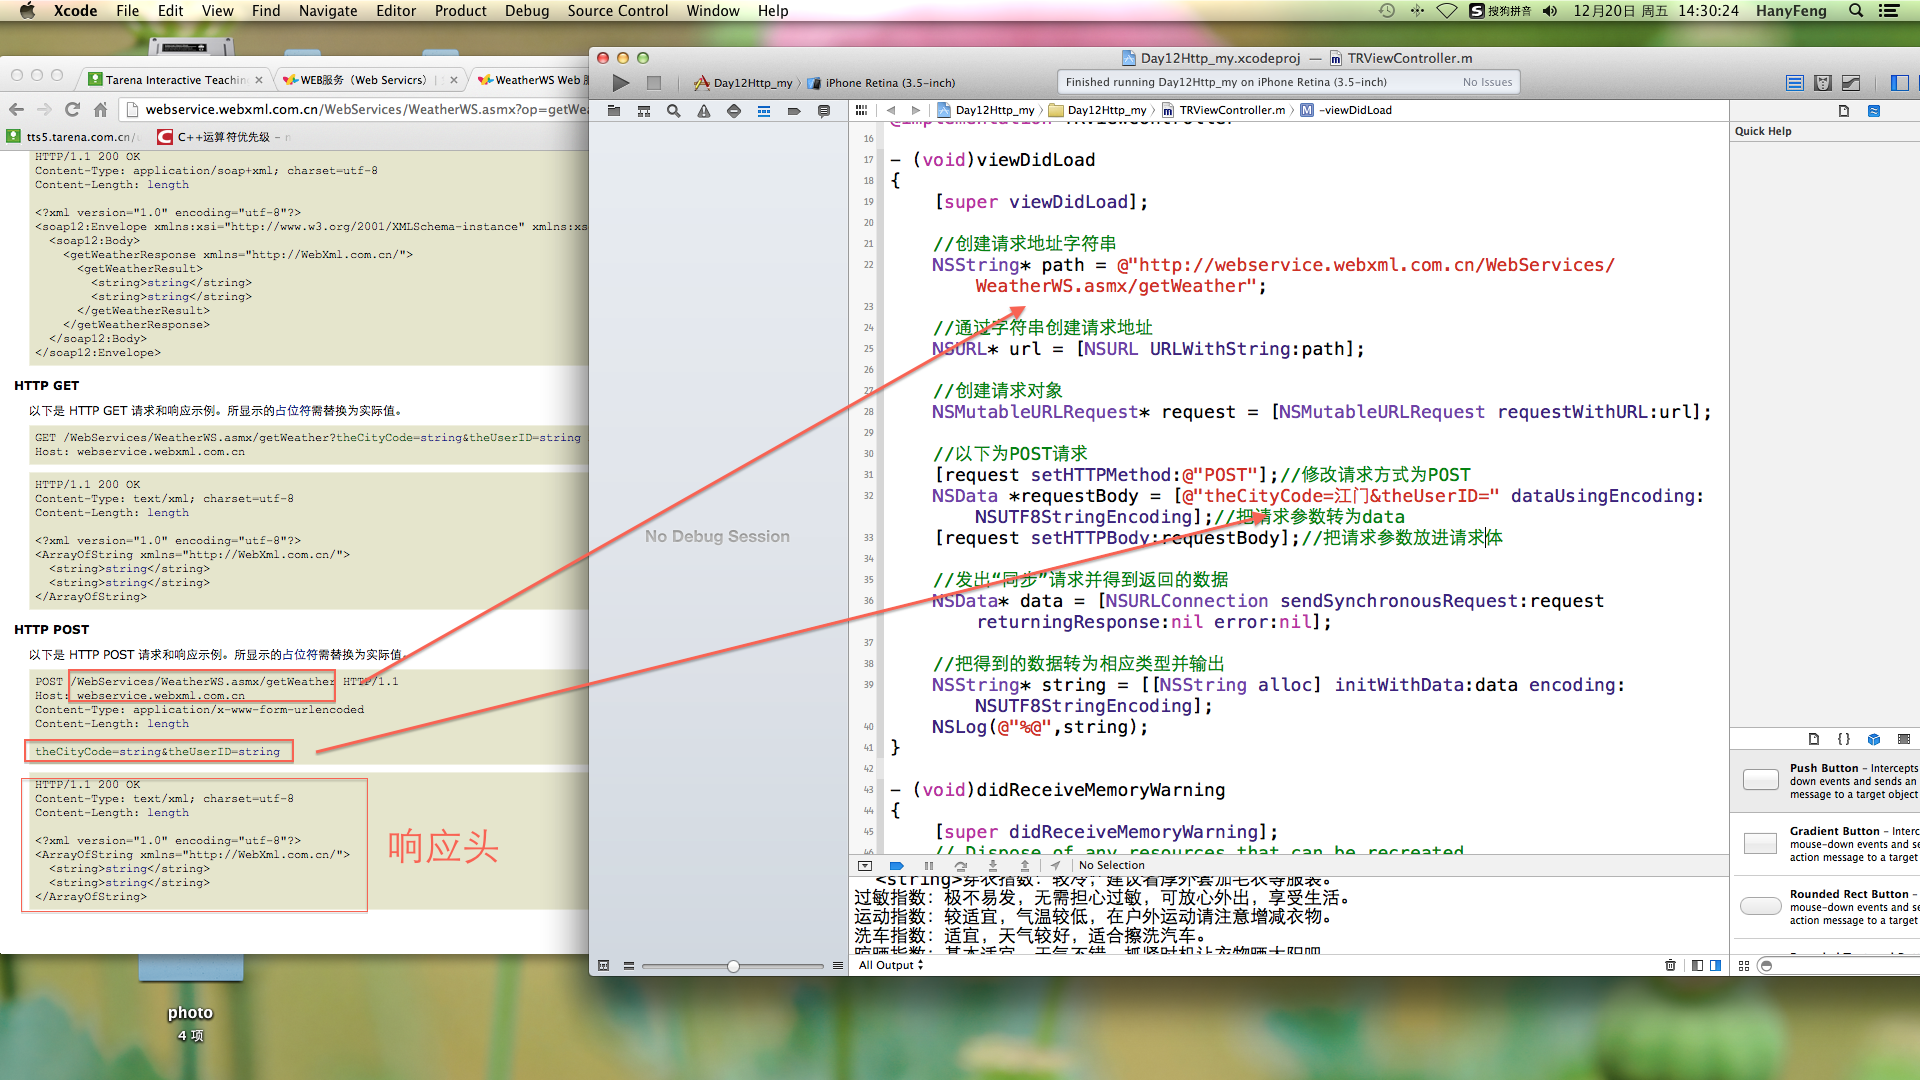 Xcode File Edit View Find Navigate Editor Product Debug Source Control Window Help
搜狗拼音 12月20日 周五 14:30:24 HanyFeng
Tarena Interactive Teachin
WEB服务（Web Servicrs）|
WeatherWS Web 服
webservice.webxml.com.cn/WebServices/WeatherWS.asmx?op=getWea
tts5.tarena.com.cn/
C++运算符优先级 –
HTTP/1.1 200 OK
Content-Type: application/soap+xml; charset=utf-8
Content-Length: length
<?xml version="1.0" encoding="utf-8"?>
<soap12:Envelope xmlns:xsi="http://www.w3.org/2001/XMLSchema-instance" xmlns:xs
<soap12:Body>
<getWeatherResponse xmlns="http://WebXml.com.cn/">
<getWeatherResult>
<string>string</string>
<string>string</string>
</getWeatherResult>
</getWeatherResponse>
</soap12:Body>
</soap12:Envelope>
HTTP GET
以下是 HTTP GET 请求和响应示例。所显示的占位符需替换为实际值。
GET /WebServices/WeatherWS.asmx/getWeather?theCityCode=string&theUserID=string
Host: webservice.webxml.com.cn
HTTP/1.1 200 OK
Content-Type: text/xml; charset=utf-8
Content-Length: length
<?xml version="1.0" encoding="utf-8"?>
<ArrayOfString xmlns="http://WebXml.com.cn/">
<string>string</string>
<string>string</string>
</ArrayOfString>
HTTP POST
以下是 HTTP POST 请求和响应示例。所显示的占位符需替换为实际值。
POST /WebServices/WeatherWS.asmx/getWeather HTTP/1.1
Host: webservice.webxml.com.cn
Content-Type: application/x-www-form-urlencoded
Content-Length: length
theCityCode=string&theUserID=string
HTTP/1.1 200 OK
Content-Type: text/xml; charset=utf-8
Content-Length: length
<?xml version="1.0" encoding="utf-8"?>
<ArrayOfString xmlns="http://WebXml.com.cn/">
<string>string</string>
<string>string</string>
</ArrayOfString>
响应头
photo
4 项
Day12Http_my.xcodeproj — TRViewController.m
Day12Http_my iPhone Retina (3.5-inch)
Finished running Day12Http_my on iPhone Retina (3.5-inch) No Issues
Day12Http_my Day12Http_my TRViewController.m M -viewDidLoad
No Debug Session
@implementation TRViewController
16
17 - (void)viewDidLoad
18 {
19 [super viewDidLoad];
20
21 //创建请求地址字符串
22 NSString* path = @"http://webservice.webxml.com.cn/WebServices/
WeatherWS.asmx/getWeather";
23
24 //通过字符串创建请求地址
25 NSURL* url = [NSURL URLWithString:path];
26
27 //创建请求对象
28 NSMutableURLRequest* request = [NSMutableURLRequest requestWithURL:url];
29
30 //以下为POST请求
31 [request setHTTPMethod:@"POST"];//修改请求方式为POST
32 NSData *requestBody = [@"theCityCode=江门&theUserID=" dataUsingEncoding:
NSUTF8StringEncoding];//把请求参数转为data
33 [request setHTTPBody:requestBody];//把请求参数放进请求体
34
35 //发出“同步”请求并得到返回的数据
36 NSData* data = [NSURLConnection sendSynchronousRequest:request
returningResponse:nil error:nil];
37
38 //把得到的数据转为相应类型并输出
39 NSString* string = [[NSString alloc] initWithData:data encoding:
NSUTF8StringEncoding];
40 NSLog(@"%@",string);
41 }
42
43 - (void)didReceiveMemoryWarning
44 {
45 [super didReceiveMemoryWarning];
46 // Dispose of any resources that can be recreated
No Selection
<string>穿衣指数：较冷，建议着厚外套加毛衣等服装。
过敏指数：极不易发，无需担心过敏，可放心外出，享受生活。
运动指数：较适宜，气温较低，在户外运动请注意增减衣物。
洗车指数：适宜，天气较好，适合擦洗汽车。
晾晒指数：基本适宜，天气不错，抓紧时机让衣物晒太阳吧
All Output
Quick Help
Push Button – Intercepts
down events and sends an
message to a target object
Gradient Button – Interc
mouse-down events and se
action message to a target
Rounded Rect Button –
mouse-down events and se
action message to a target